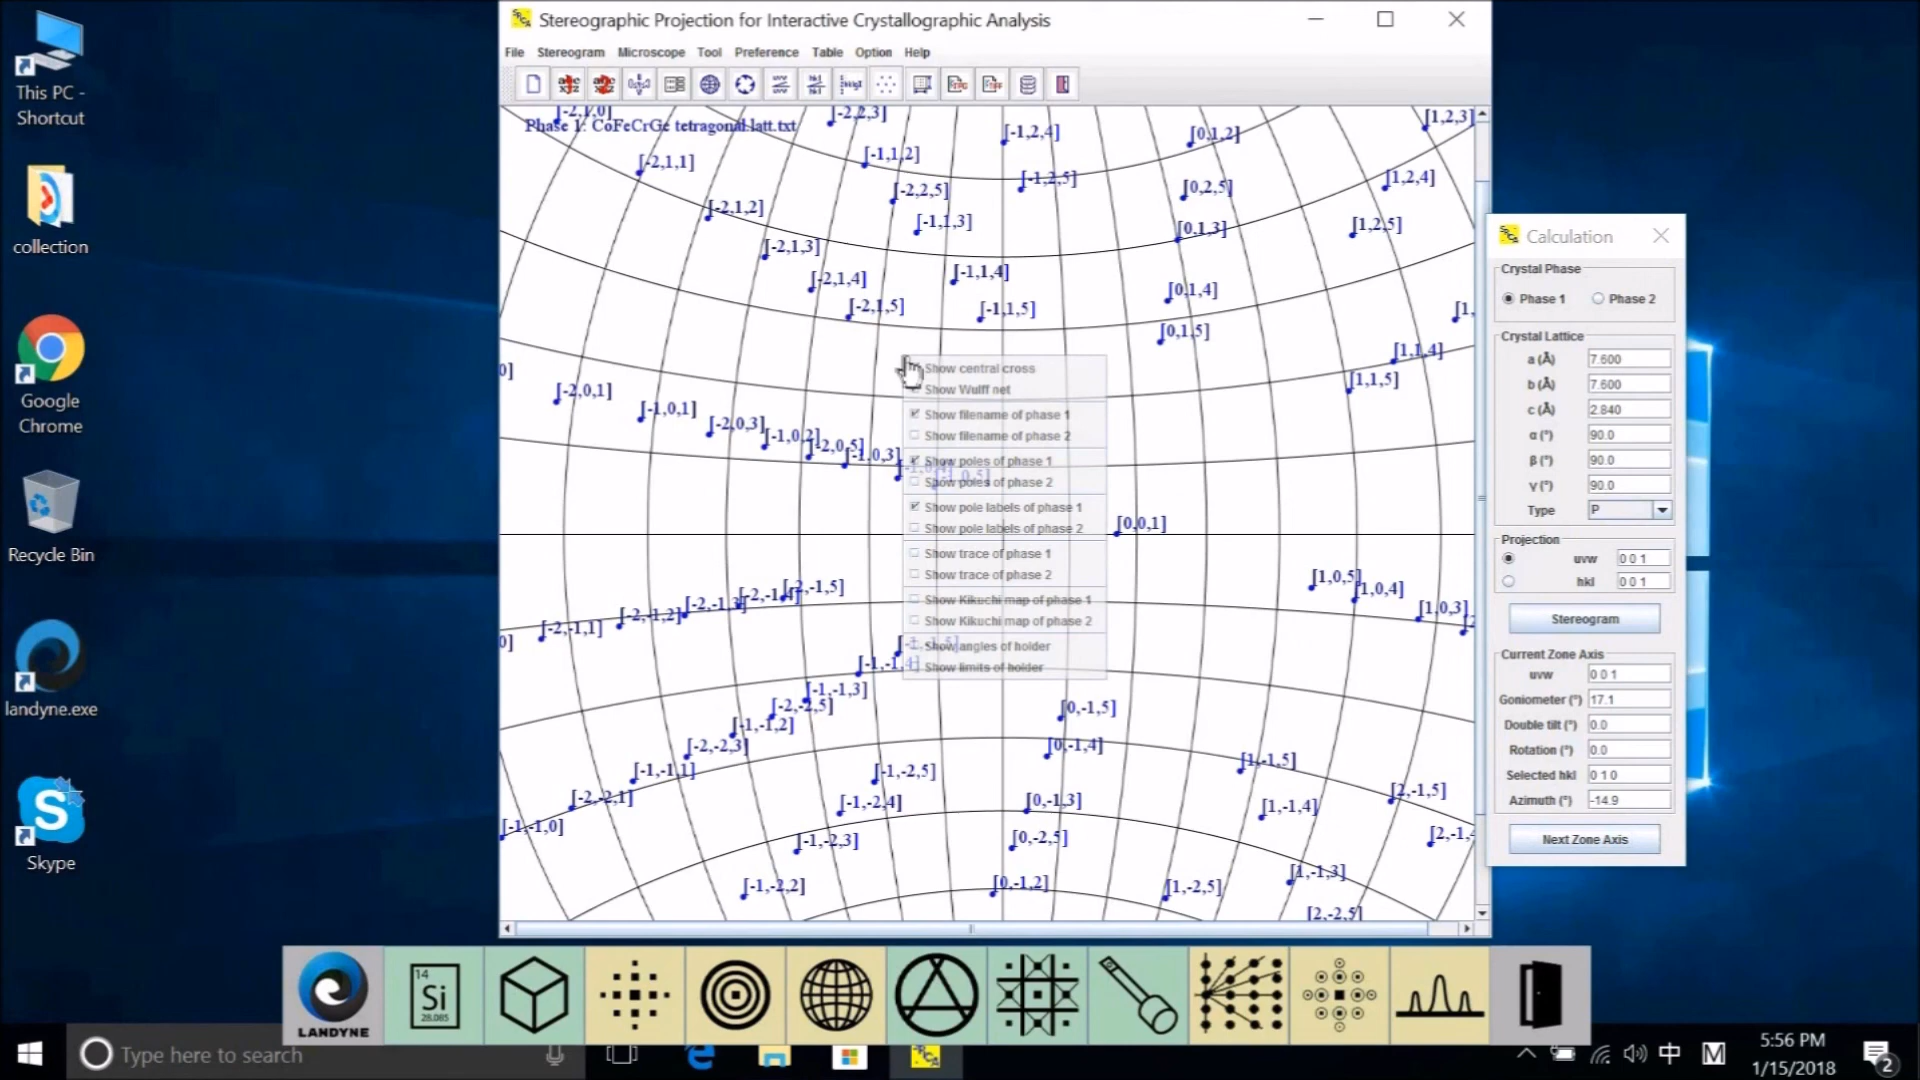 This PC -
Shortcut
collection
Google
Chrome
Recycle Bin
landyne.exe
Skype
Stereographic Projection for Interactive Crystallographic Analysis
File Stereogram Microscope Tool Preference Table Option Help
Phase 1: CoFeCrGe tetragonal.latt.txt
[-2,2,3]
[-1,2,4]
[0,1,2]
[1,2,3]
[-2,1,1]
[-1,1,2]
[-1,2,5]
[0,2,5]
[1,2,4]
[-2,2,5]
[-2,1,2]
[-1,1,3]
[0,1,3]
[1,2,5]
[-2,1,3]
[-2,1,4]
[-1,1,4]
[0,1,4]
[-2,1,5]
[-1,1,5]
[0,1,5]
[1,1,4]
[1,1,5]
[-2,0,1]
[-1,0,1]
[-2,0,3]
[-1,0,2]
[-2,0,5]
[-1,0,3]
[0,0,1]
[1,0,5]
[1,0,4]
[1,0,3]
[-2,-1,5]
[-2,-1,4]
[-2,-1,3]
[-2,-1,2]
[-2,-1,1]
[-1,-1,4]
[-1,-1,3]
[-2,-2,5]
[-1,-1,2]
[-2,-2,3]
[-1,-1,1]
[-2,-2,1]
[-1,-1,0]
[0,-1,5]
[0,-1,4]
[1,-1,5]
[-1,-2,5]
[-1,-2,4]
[0,-1,3]
[1,-1,4]
[2,-1,5]
[-1,-2,3]
[0,-2,5]
[-1,-2,2]
[0,-1,2]
[1,-2,5]
[1,-1,3]
[2,-2,5]
Show central cross
Show Wulff net
Show filename of phase 1
Show filename of phase 2
Show poles of phase 1
Show poles of phase 2
Show pole labels of phase 1
Show pole labels of phase 2
Show trace of phase 1
Show trace of phase 2
Show Kikuchi map of phase 1
Show Kikuchi map of phase 2
Show angles of holder
Show limits of holder
Calculation
Crystal Phase
Phase 1 Phase 2
Crystal Lattice
a (Å) 7.600
b (Å) 7.600
c (Å) 2.840
α (°) 90.0
β (°) 90.0
γ (°) 90.0
Type P
Projection
uvw 0 0 1
hkl 0 0 1
Stereogram
Current Zone Axis
uvw 0 0 1
Goniometer (°) 17.1
Double tilt (°) 0.0
Rotation (°) 0.0
Selected hkl 0 1 0
Azimuth (°) -14.9
Next Zone Axis
LANDYNE
14
Si
28.085
Type here to search
中
M
5:56 PM
1/15/2018
2